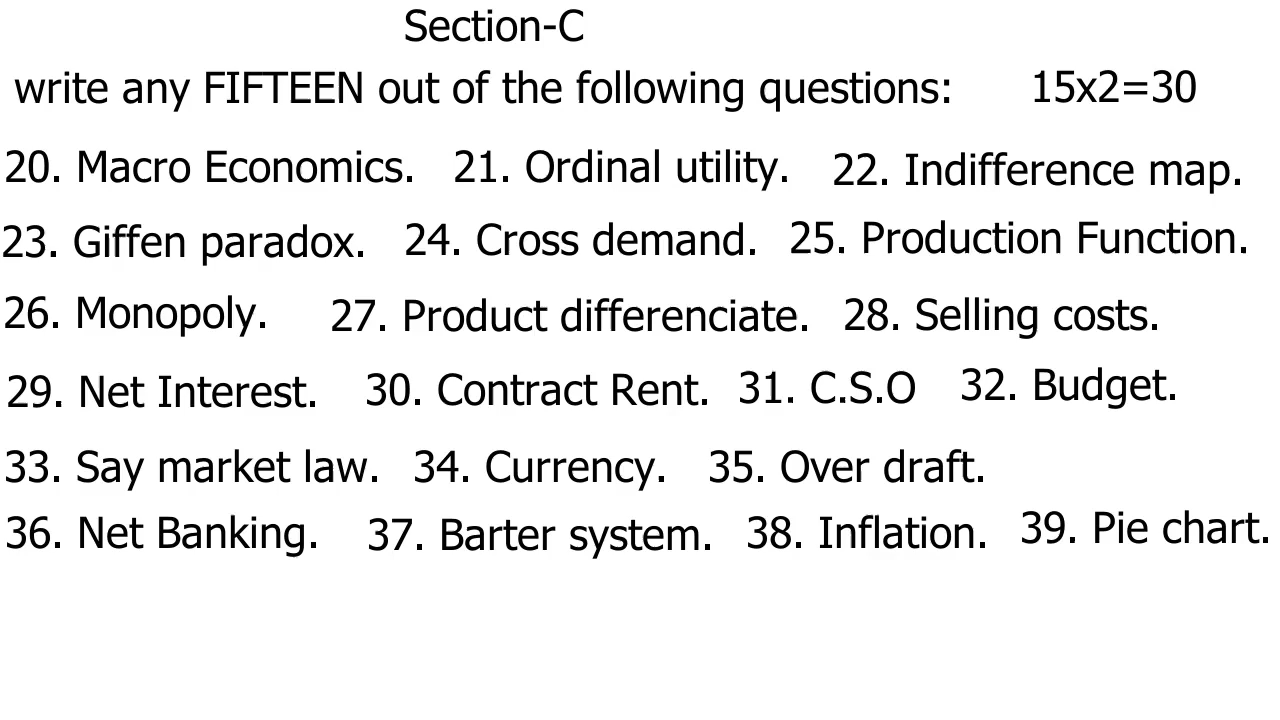 Section-C
write any FIFTEEN out of the following questions: 15x2=30
20. Macro Economics. 21. Ordinal utility. 22. Indifference map.
23. Giffen paradox. 24. Cross demand. 25. Production Function.
26. Monopoly. 27. Product differenciate. 28. Selling costs.
29. Net Interest. 30. Contract Rent. 31. C.S.O 32. Budget.
33. Say market law. 34. Currency. 35. Over draft.
36. Net Banking. 37. Barter system. 38. Inflation. 39. Pie chart.